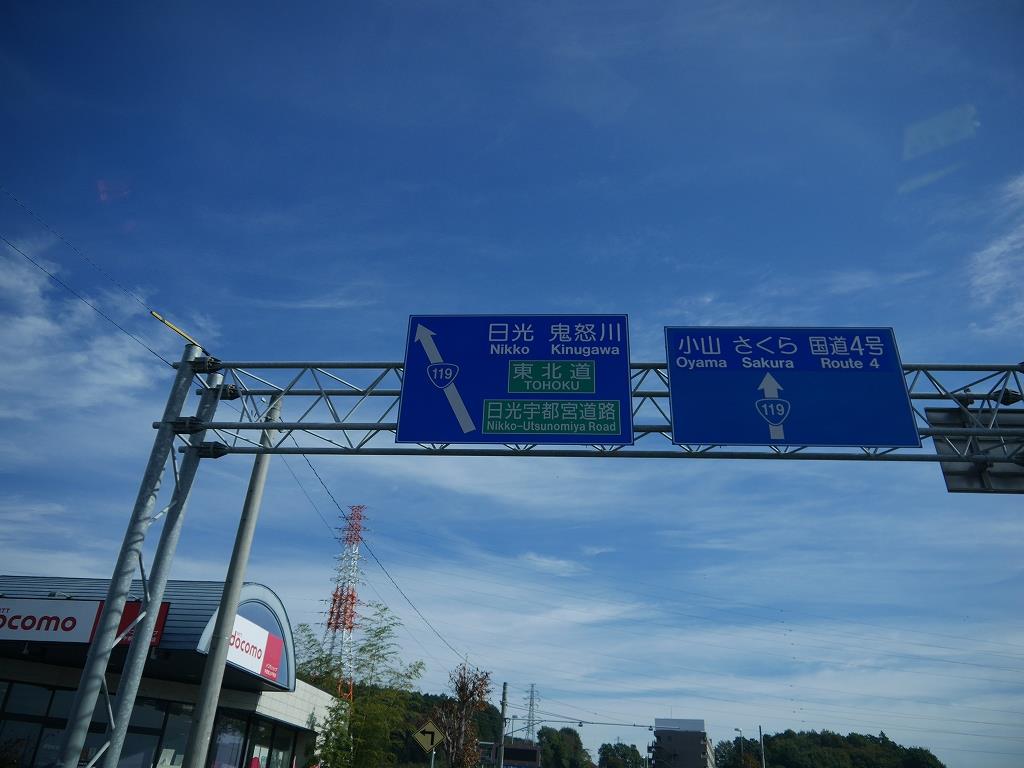 日光 鬼怒川
Nikko Kinugawa
119
東北道
TOHOKU
日光宇都宮道路
Nikko-Utsunomiya Road
小山 さくら 国道4号
Oyama Sakura Route 4
119
docomo
docomo